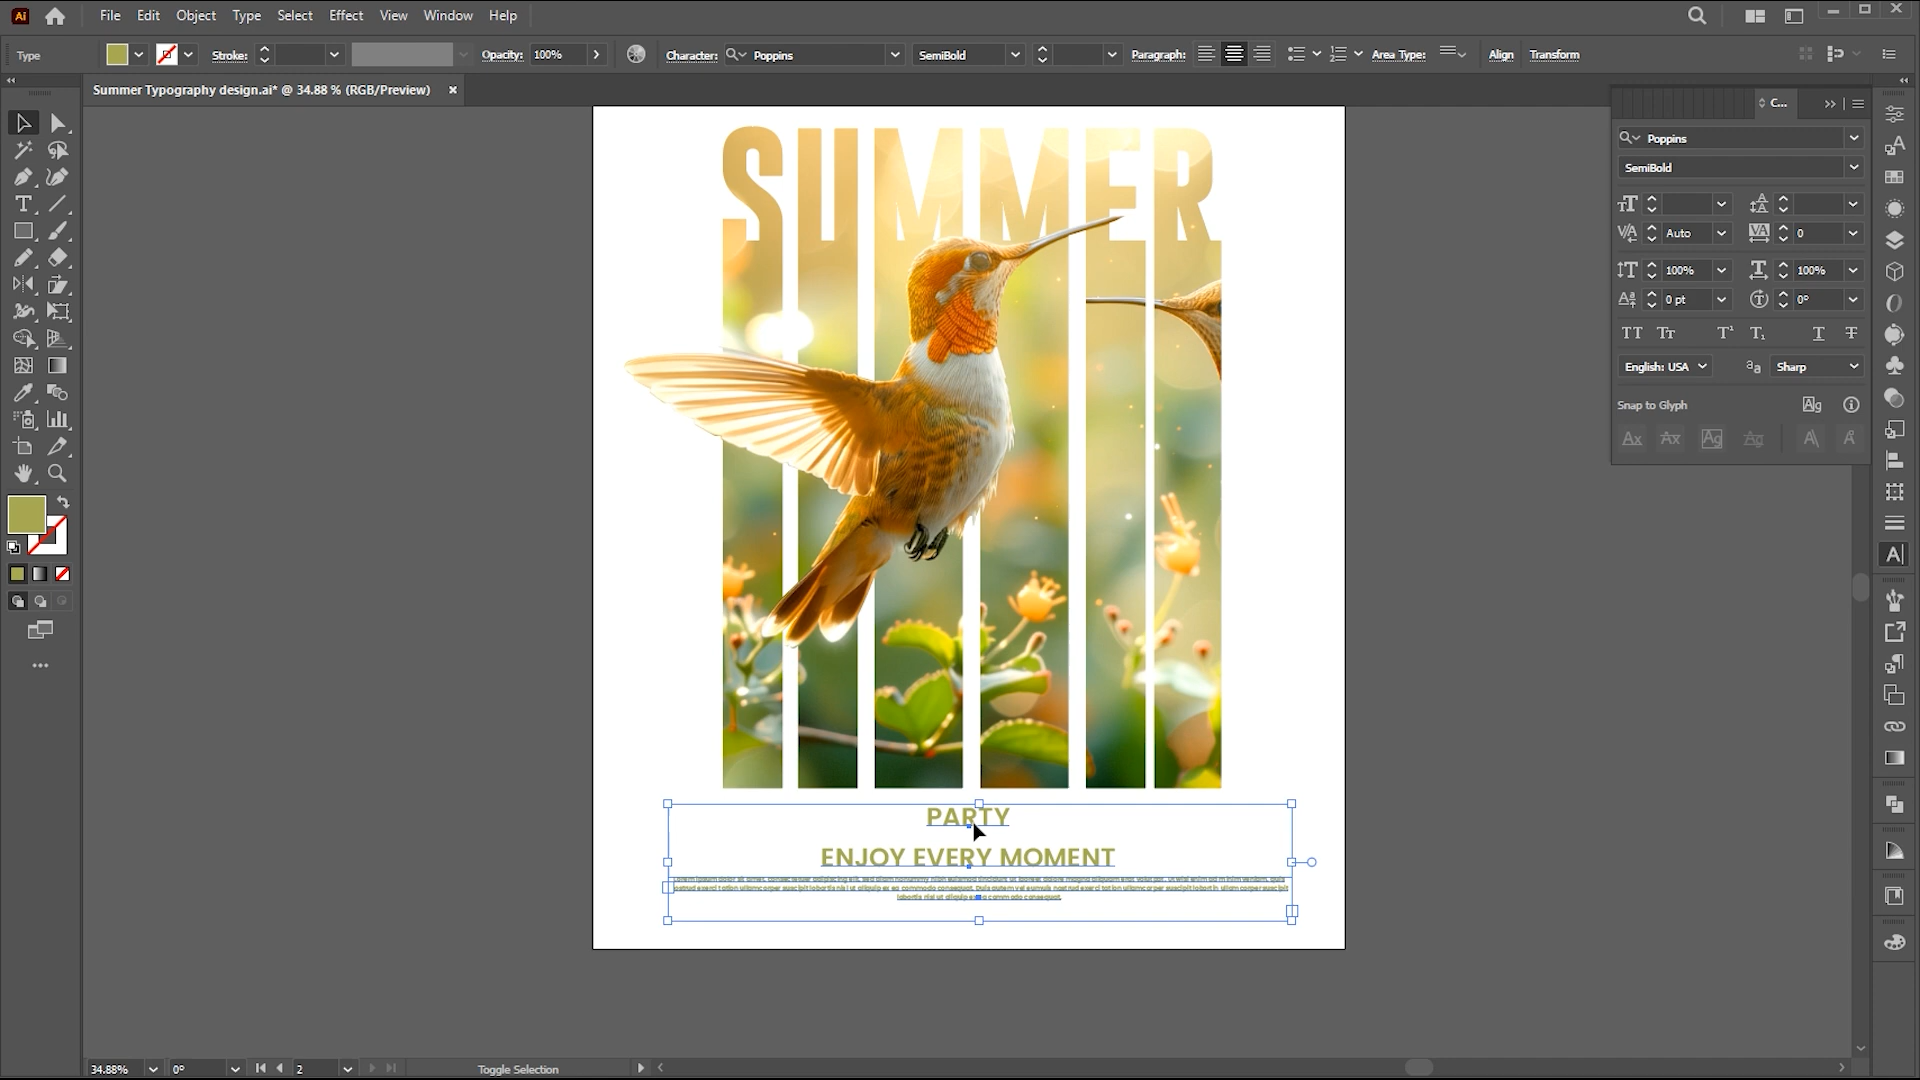 Ai File Edit Object Type Select Effect View Window Help
Type Stroke: Opacity: 100% Character: Poppins SemiBold Paragraph: Area Type: Align Transform
Summer Typography design.ai* @ 34.88 % (RGB/Preview)
C...
Poppins
SemiBold
Auto 0
100% 100%
0 pt 0°
English: USA Sharp
Snap to Glyph
SUMMER
PARTY
ENJOY EVERY MOMENT
34.88% 0° 2 Toggle Selection